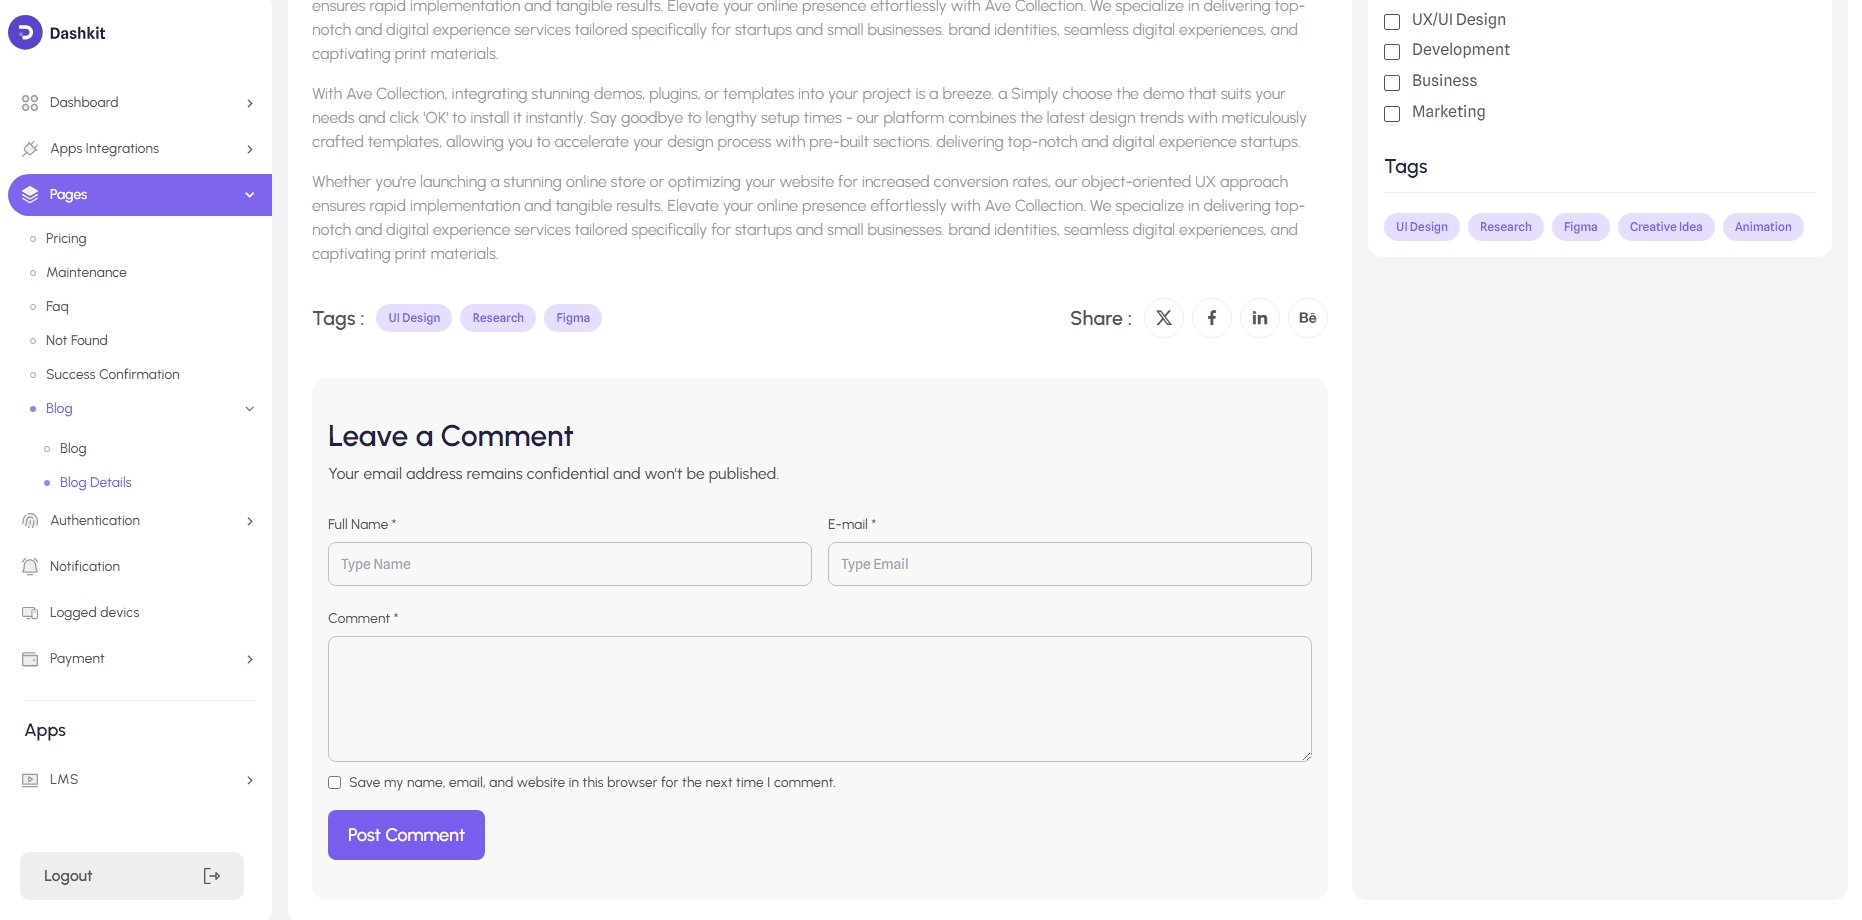 Dashkit
Dashboard
Apps Integrations
Pages
Pricing
Maintenance
Faq
Not Found
Success Confirmation
Blog
Blog
Blog Details
Authentication
Notification
Logged devics
Payment
Apps
LMS
Logout
ensures rapid implementation and tangible results. Elevate your online presence effortlessly with Ave Collection. We specialize in delivering top-
notch and digital experience services tailored specifically for startups and small businesses. brand identities, seamless digital experiences, and
captivating print materials.
With Ave Collection, integrating stunning demos, plugins, or templates into your project is a breeze. a Simply choose the demo that suits your
needs and click 'OK' to install it instantly. Say goodbye to lengthy setup times - our platform combines the latest design trends with meticulously
crafted templates, allowing you to accelerate your design process with pre-built sections. delivering top-notch and digital experience startups.
Whether you're launching a stunning online store or optimizing your website for increased conversion rates, our object-oriented UX approach
ensures rapid implementation and tangible results. Elevate your online presence effortlessly with Ave Collection. We specialize in delivering top-
notch and digital experience services tailored specifically for startups and small businesses. brand identities, seamless digital experiences, and
captivating print materials.
Tags : UI Design Research Figma
Share :
Leave a Comment
Your email address remains confidential and won't be published.
Full Name * E-mail *
Type Name Type Email
Comment *
Save my name, email, and website in this browser for the next time I comment.
Post Comment
UX/UI Design
Development
Business
Marketing
Tags
UI Design Research Figma Creative Idea Animation